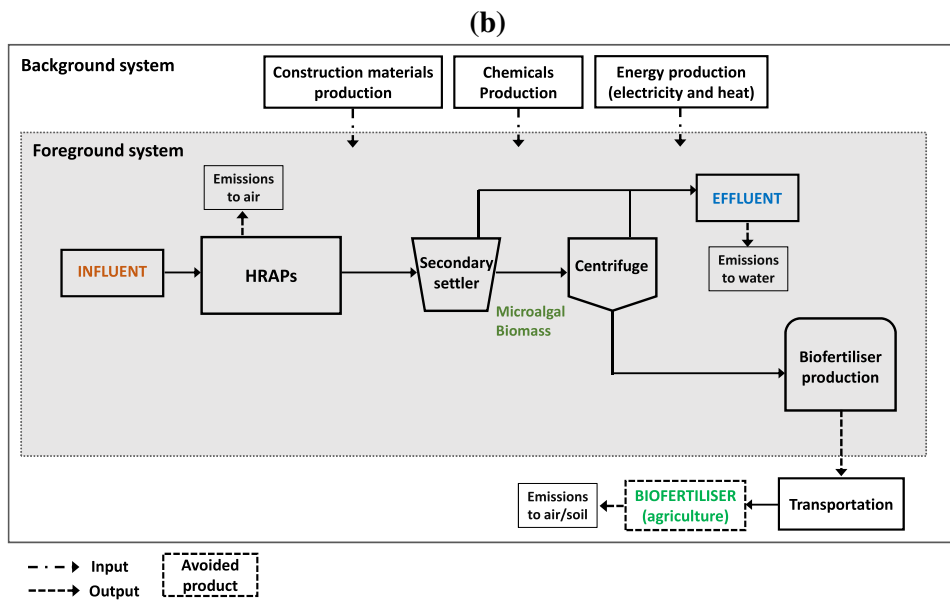 (b)
Background system
Construction materials
production
Chemicals
Production
Energy production
(electricity and heat)
Foreground system
Emissions
to air
INFLUENT
HRAPs
Secondary
settler
Centrifuge
EFFLUENT
Emissions
to water
Microalgal
Biomass
Biofertiliser
production
Emissions
to air/soil
BIOFERTILISER
(agriculture)
Transportation
Input
Output
Avoided
product